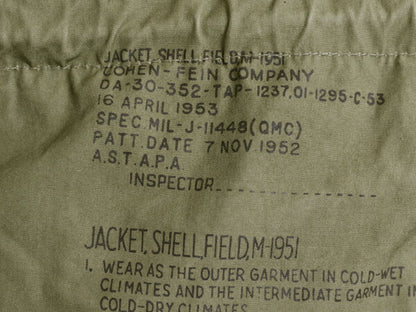 JACKET, SHELL, FIELD, M-1951
COHEN-FEIN COMPANY
DA-30-352-TAP-1237,01-1295-C-53
16 APRIL 1953
SPEC. MIL-J-11448(QMC)
PATT. DATE 7 NOV. 1952
A.S.T.A.P.A
INSPECTOR
JACKET, SHELL, FIELD, M-1951
1. WEAR AS THE OUTER GARMENT IN COLD-WET
CLIMATES AND THE INTERMEDIATE GARMENT IN
COLD-DRY CLIMATES